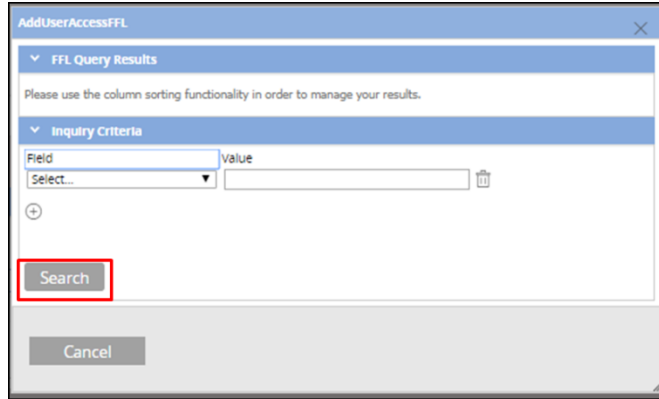 AddUserAccessFFL
FFL Query Results
Please use the column sorting functionality in order to manage your results.
Inquiry Criteria
Field Value
Select...
Search
Cancel